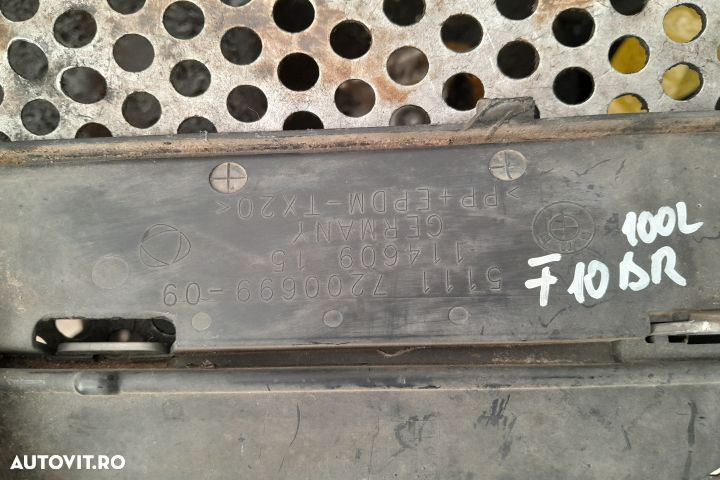 5111 7200699-09
114609 15
GERMANY
>PP+EPDM-TX20<
100L
F10 DR
AUTOVIT.RO